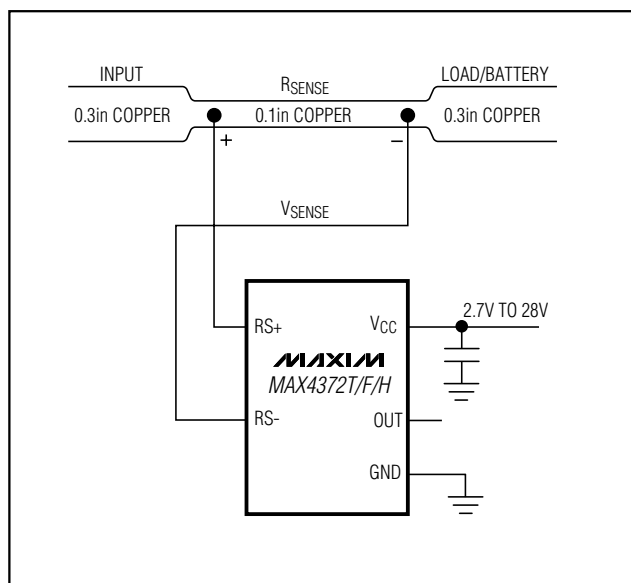 INPUT
RSENSE
LOAD/BATTERY
0.3in COPPER
0.1in COPPER
0.3in COPPER
+
−
VSENSE
2.7V TO 28V
RS+
VCC
MAXIM
MAX4372T/F/H
RS-
OUT
GND